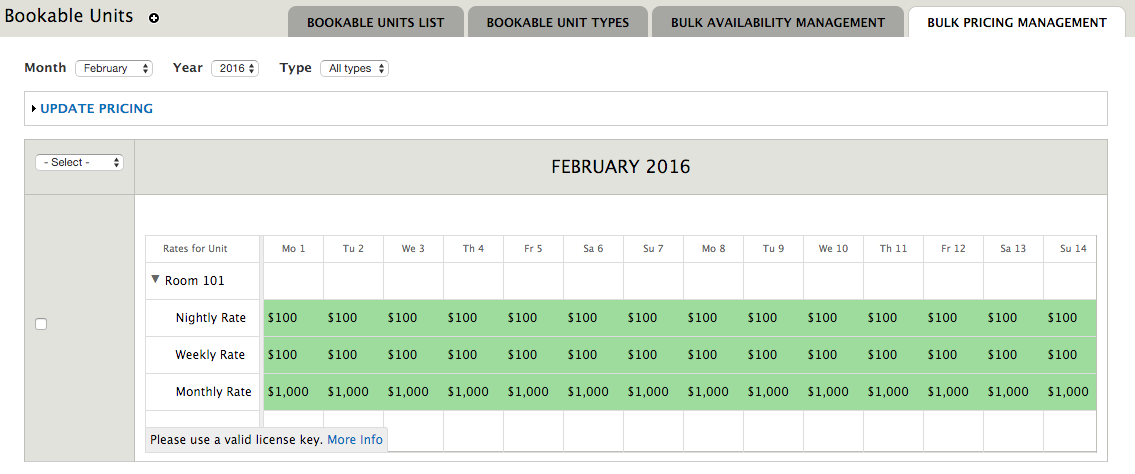 Bookable Units
BOOKABLE UNITS LIST BOOKABLE UNIT TYPES BULK AVAILABILITY MANAGEMENT BULK PRICING MANAGEMENT
Month February Year 2016 Type All types
UPDATE PRICING
- Select - FEBRUARY 2016
Rates for Unit Mo 1 Tu 2 We 3 Th 4 Fr 5 Sa 6 Su 7 Mo 8 Tu 9 We 10 Th 11 Fr 12 Sa 13 Su 14
Room 101
Nightly Rate $100 $100 $100 $100 $100 $100 $100 $100 $100 $100 $100 $100 $100 $100
Weekly Rate $100 $100 $100 $100 $100 $100 $100 $100 $100 $100 $100 $100 $100 $100
Monthly Rate $1,000 $1,000 $1,000 $1,000 $1,000 $1,000 $1,000 $1,000 $1,000 $1,000 $1,000 $1,000 $1,000 $1,000
Please use a valid license key. More Info